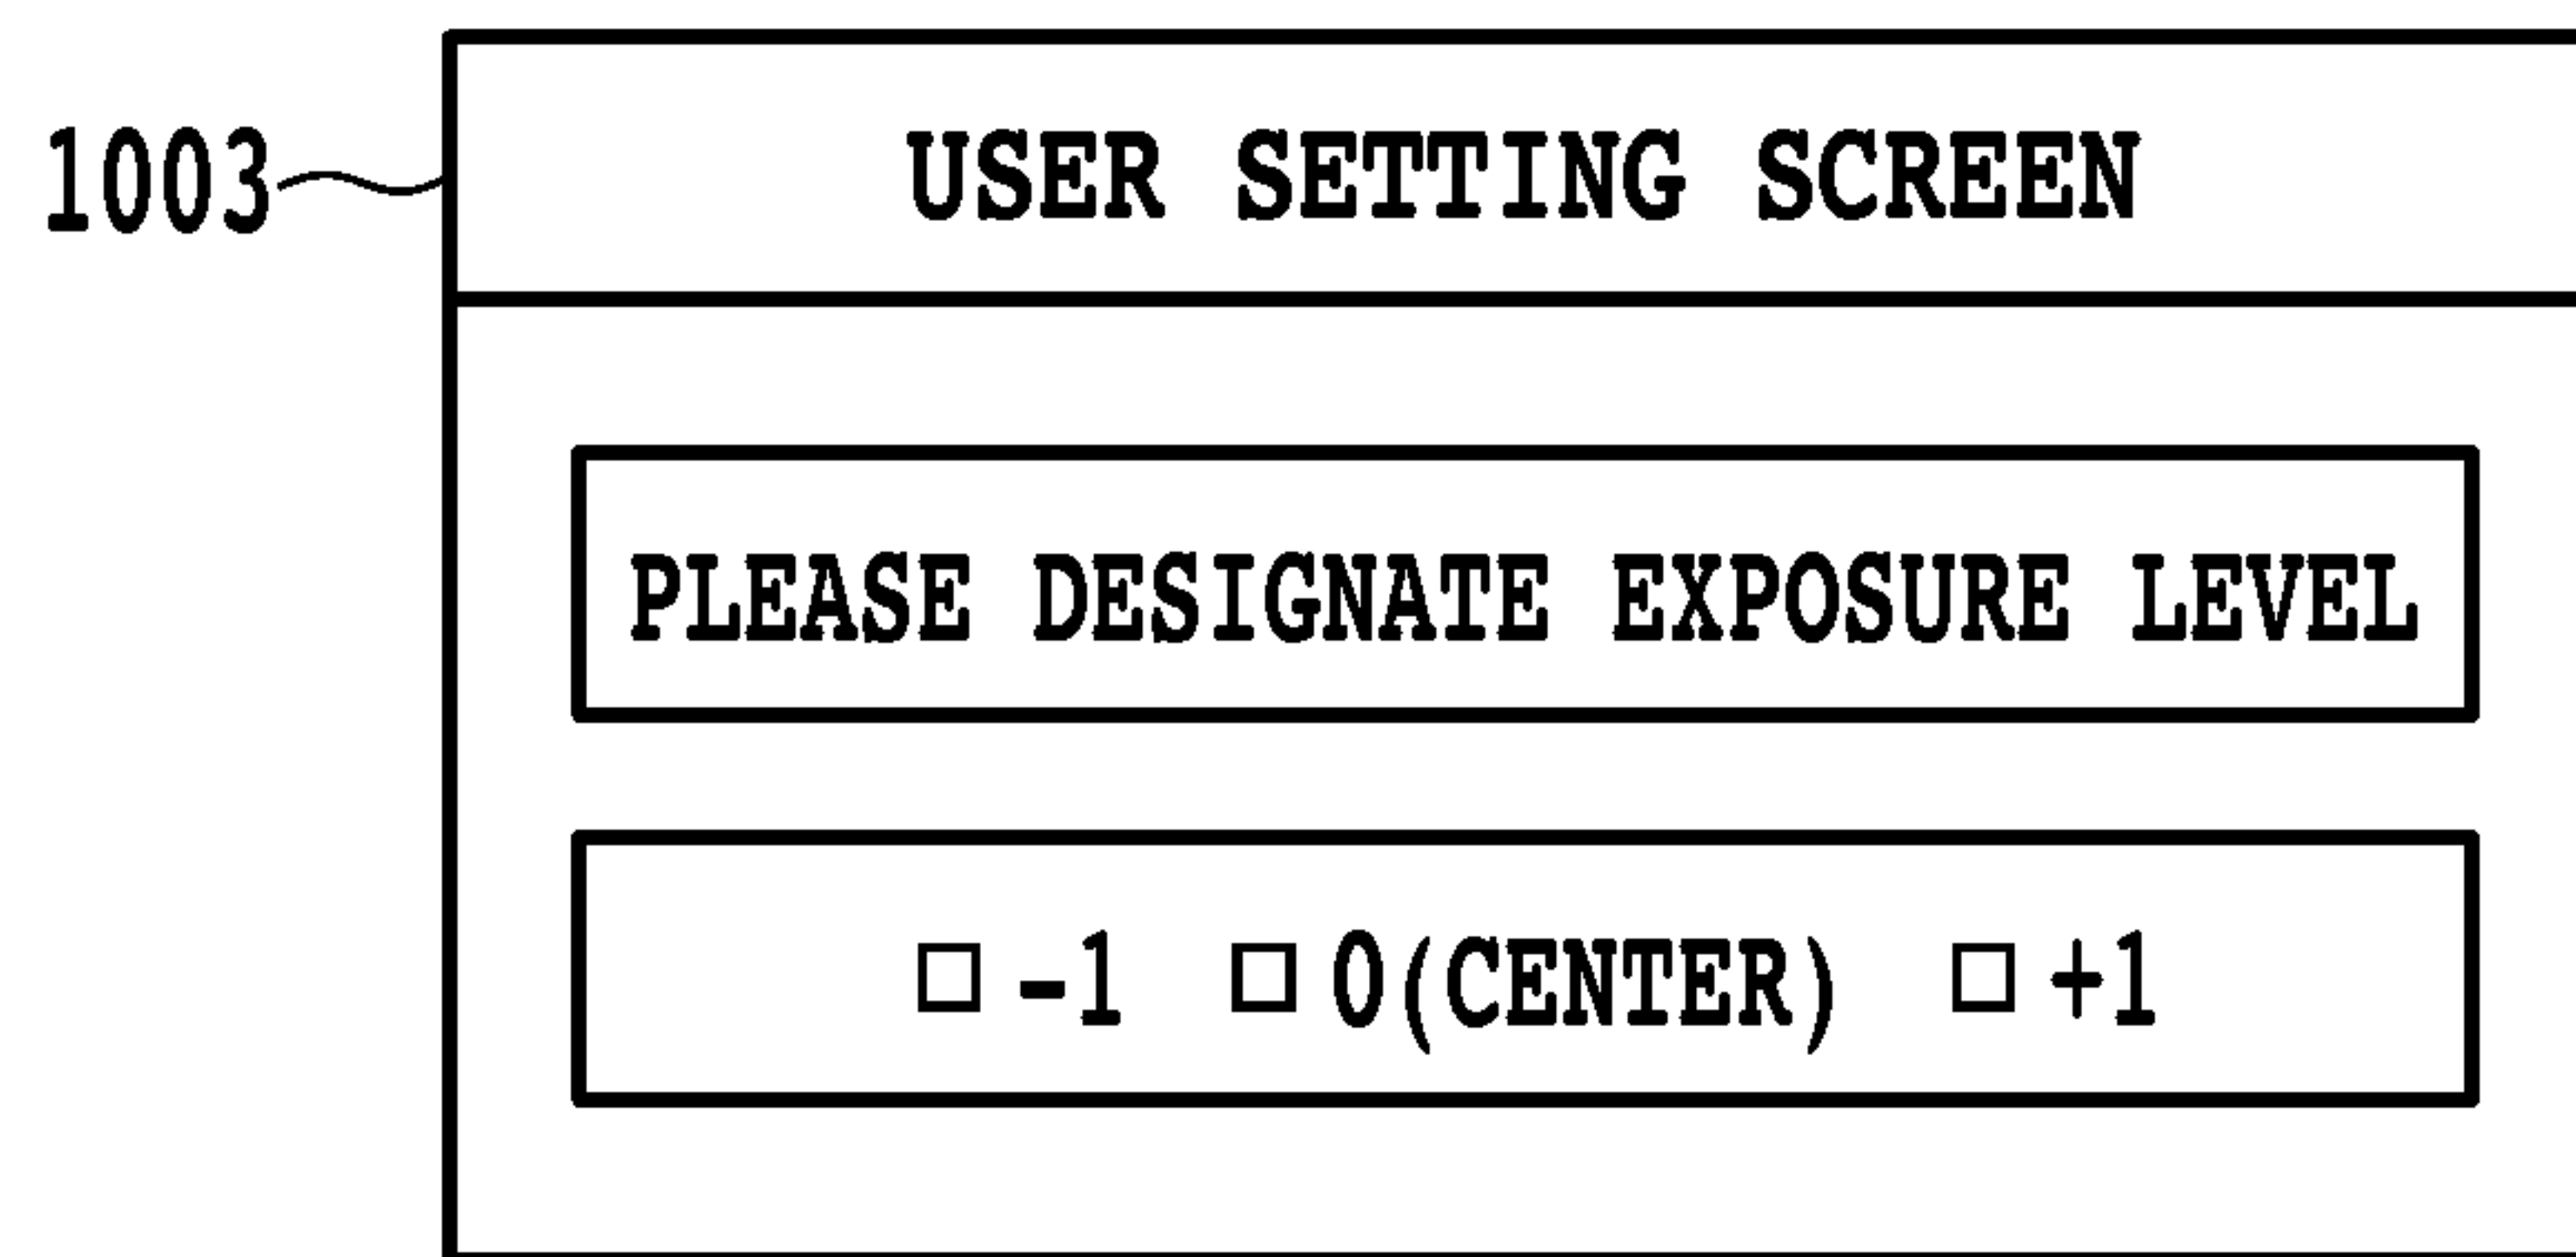 1003
USER SETTING SCREEN
PLEASE DESIGNATE EXPOSURE LEVEL
□ -1 □ 0(CENTER) □ +1